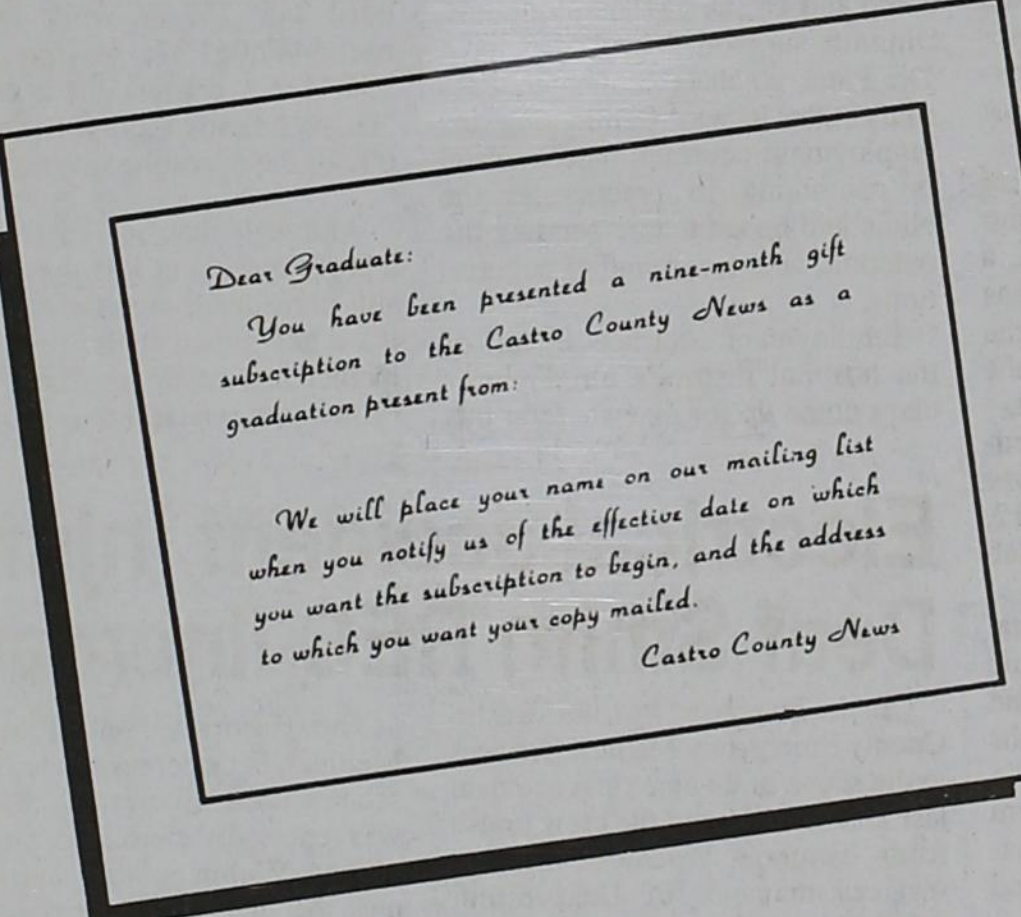 Dear Graduate:
You have been presented a nine-month gift
subscription to the Castro County News as a
graduation present from:
We will place your name on our mailing list
when you notify us of the effective date on which
you want the subscription to begin, and the address
to which you want your copy mailed.
Castro County News